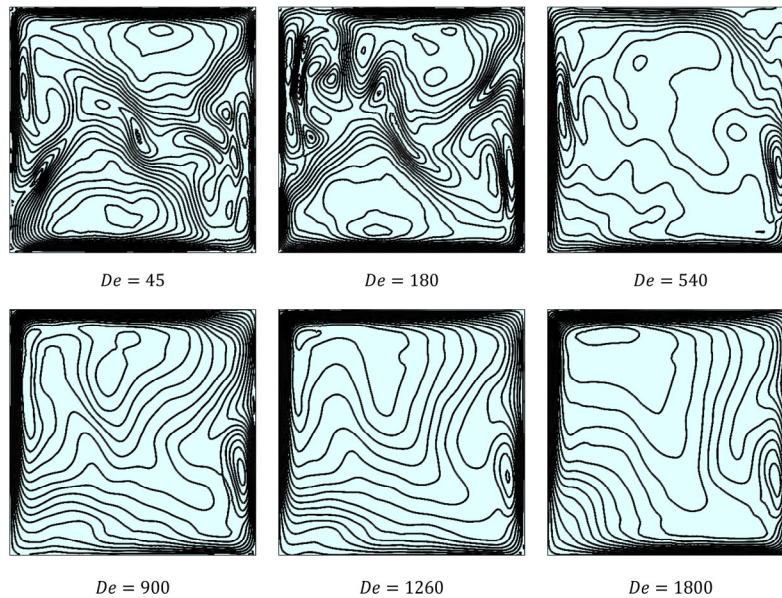 De = 45
De = 180
De = 540
De = 900
De = 1260
De = 1800